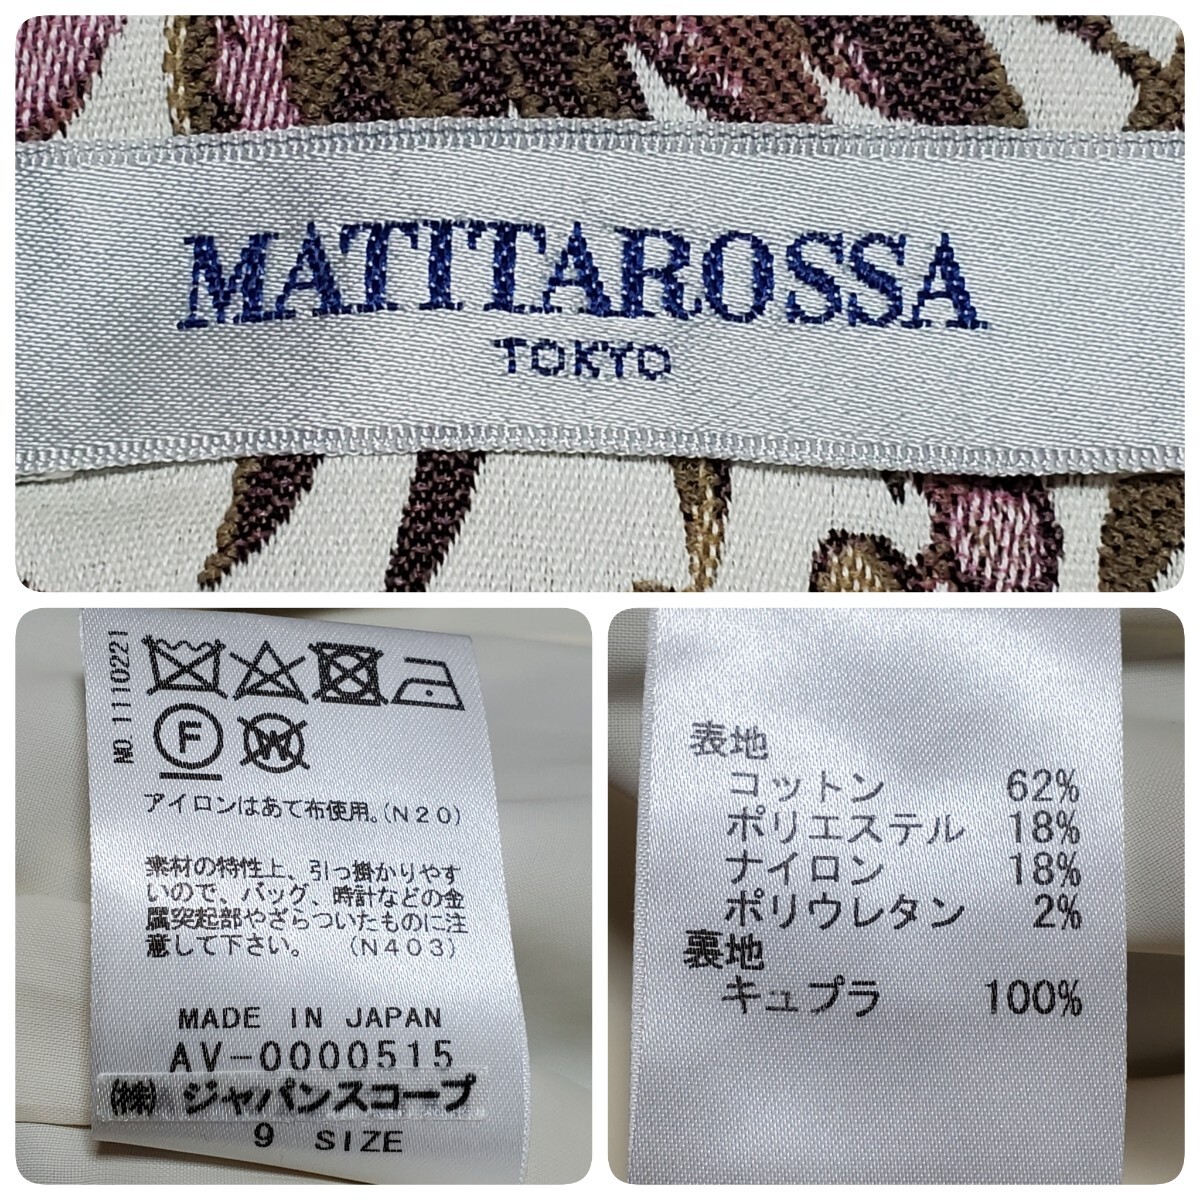 MATITAROSSA
TOKYO
NO.1110221
F
W
アイロンはあて布使用。(N20)
素材の特性上、引っ掛かりやす
いので、バッグ、時計などの金
属突起部やざらついたものに注
意して下さい。 (N403)
MADE IN JAPAN
AV-0000515
(株) ジャパンスコープ
9 SIZE
表地
コットン 62%
ポリエステル 18%
ナイロン 18%
ポリウレタン 2%
裏地
キュプラ 100%